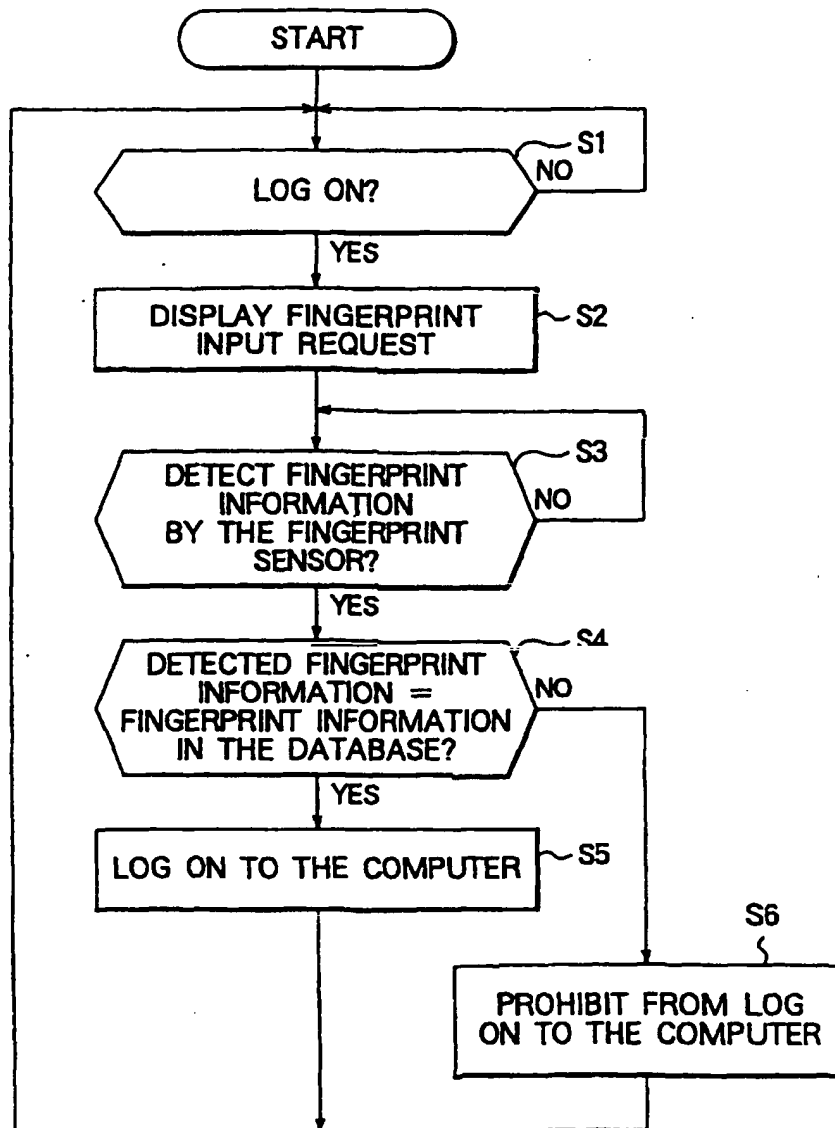 START
S1
NO
LOG ON?
YES
DISPLAY FINGERPRINT
INPUT REQUEST
S2
S3
DETECT FINGERPRINT
INFORMATION
BY THE FINGERPRINT
SENSOR?
NO
YES
S4
DETECTED FINGERPRINT
INFORMATION =
FINGERPRINT INFORMATION
IN THE DATABASE?
NO
YES
LOG ON TO THE COMPUTER
S5
S6
PROHIBIT FROM LOG
ON TO THE COMPUTER